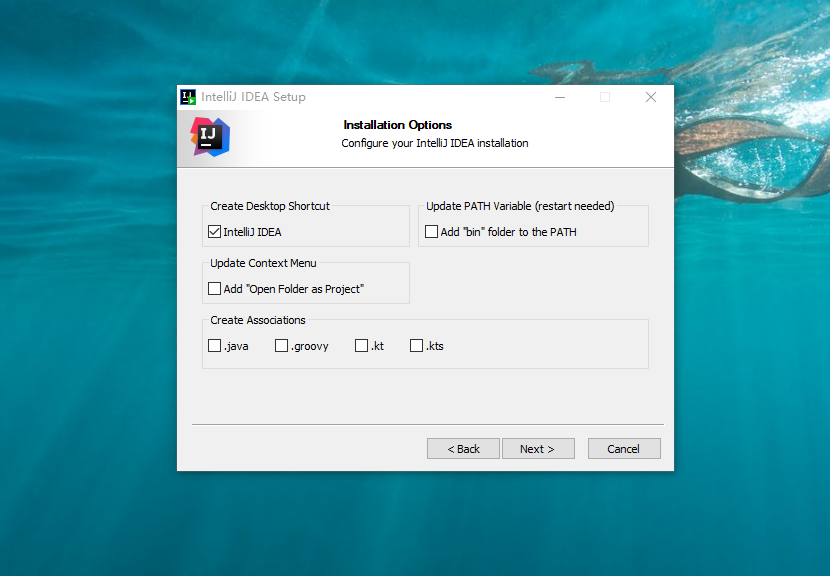 IntelliJ IDEA Setup
IJ
Installation Options
Configure your IntelliJ IDEA installation
Create Desktop Shortcut
IntelliJ IDEA
Update PATH Variable (restart needed)
Add "bin" folder to the PATH
Update Context Menu
Add "Open Folder as Project"
Create Associations
.java .groovy .kt .kts
< Back Next > Cancel